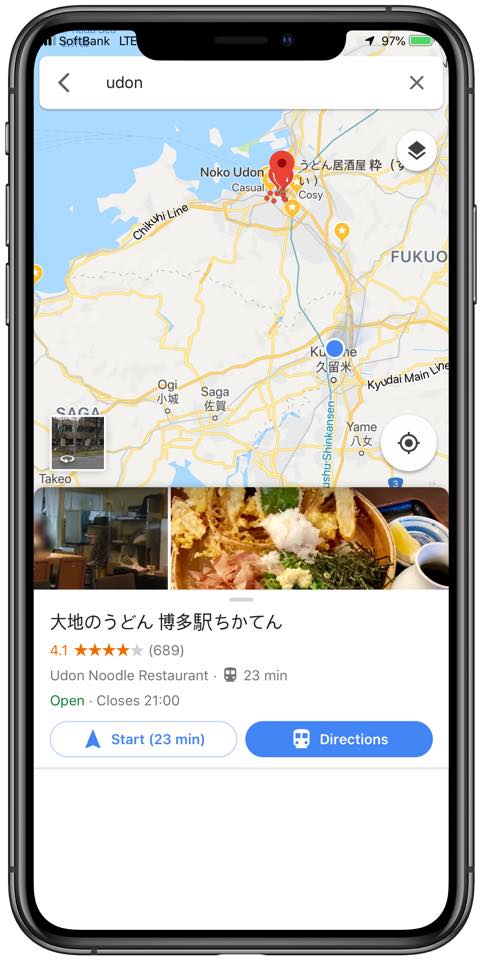 SoftBank LTE
97%
udon
Noko Udon
Casual
うどん居酒屋 粋（す
い）
Cosy
Chikuhi Line
FUKUO
久留米
Kyudai Main Line
Ogi
小城
Saga
佐賀
SAGA
Yame
八女
ushu Shinkansen
3
Takeo
大地のうどん 博多駅ちかてん
4.1 (689)
Udon Noodle Restaurant · 23 min
Open · Closes 21:00
Start (23 min)
Directions